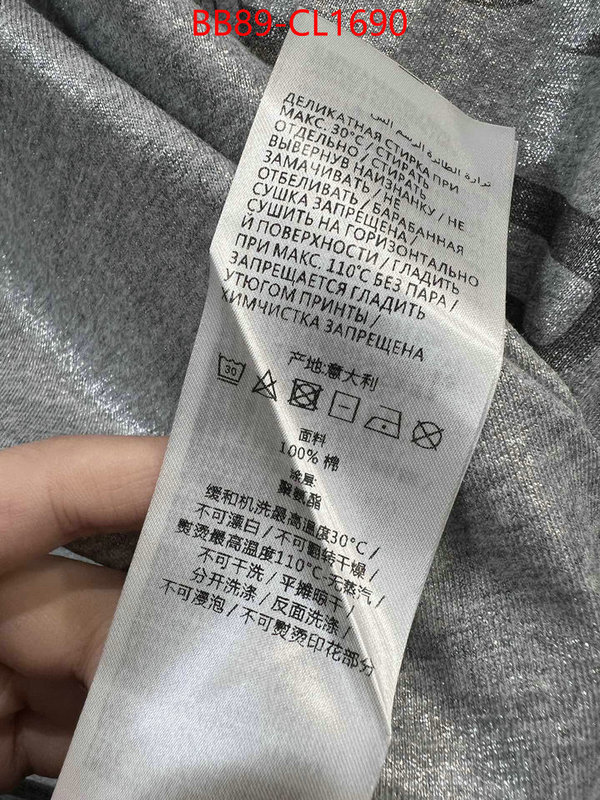 BB89-CL1690
ДЕЛИКАТНАЯ СТИРКА ПРИ
МАКС. 30°C / СТИРАТЬ
ОТДЕЛЬНО / СТИРАТЬ
ВЫВЕРНУВ НАИЗНАНКУ / НЕ
ЗАМАЧИВАТЬ / НЕ
ОТБЕЛИВАТЬ / БАРАБАННАЯ
СУШКА ЗАПРЕЩЕНА /
СУШИТЬ НА ГОРИЗОНТАЛЬНО
Й ПОВЕРХНОСТИ / ГЛАДИТЬ
ПРИ МАКС 110°C БЕЗ ПАРА /
ЗАПРЕЩАЕТСЯ ГЛАДИТЬ
УТЮГОМ ПРИНТЫ /
ХИМЧИСТКА ЗАПРЕЩЕНА
产地:意大利
30
面料
100% 棉
涂层:
聚氨酯
缓和机洗最高温度30°C /
不可漂白 / 不可翻转干燥 /
熨烫最高温度110°C-无蒸汽 /
不可干洗 / 平摊晾干 /
分开洗涤 / 反面洗涤 /
不可浸泡 / 不可熨烫印花部分